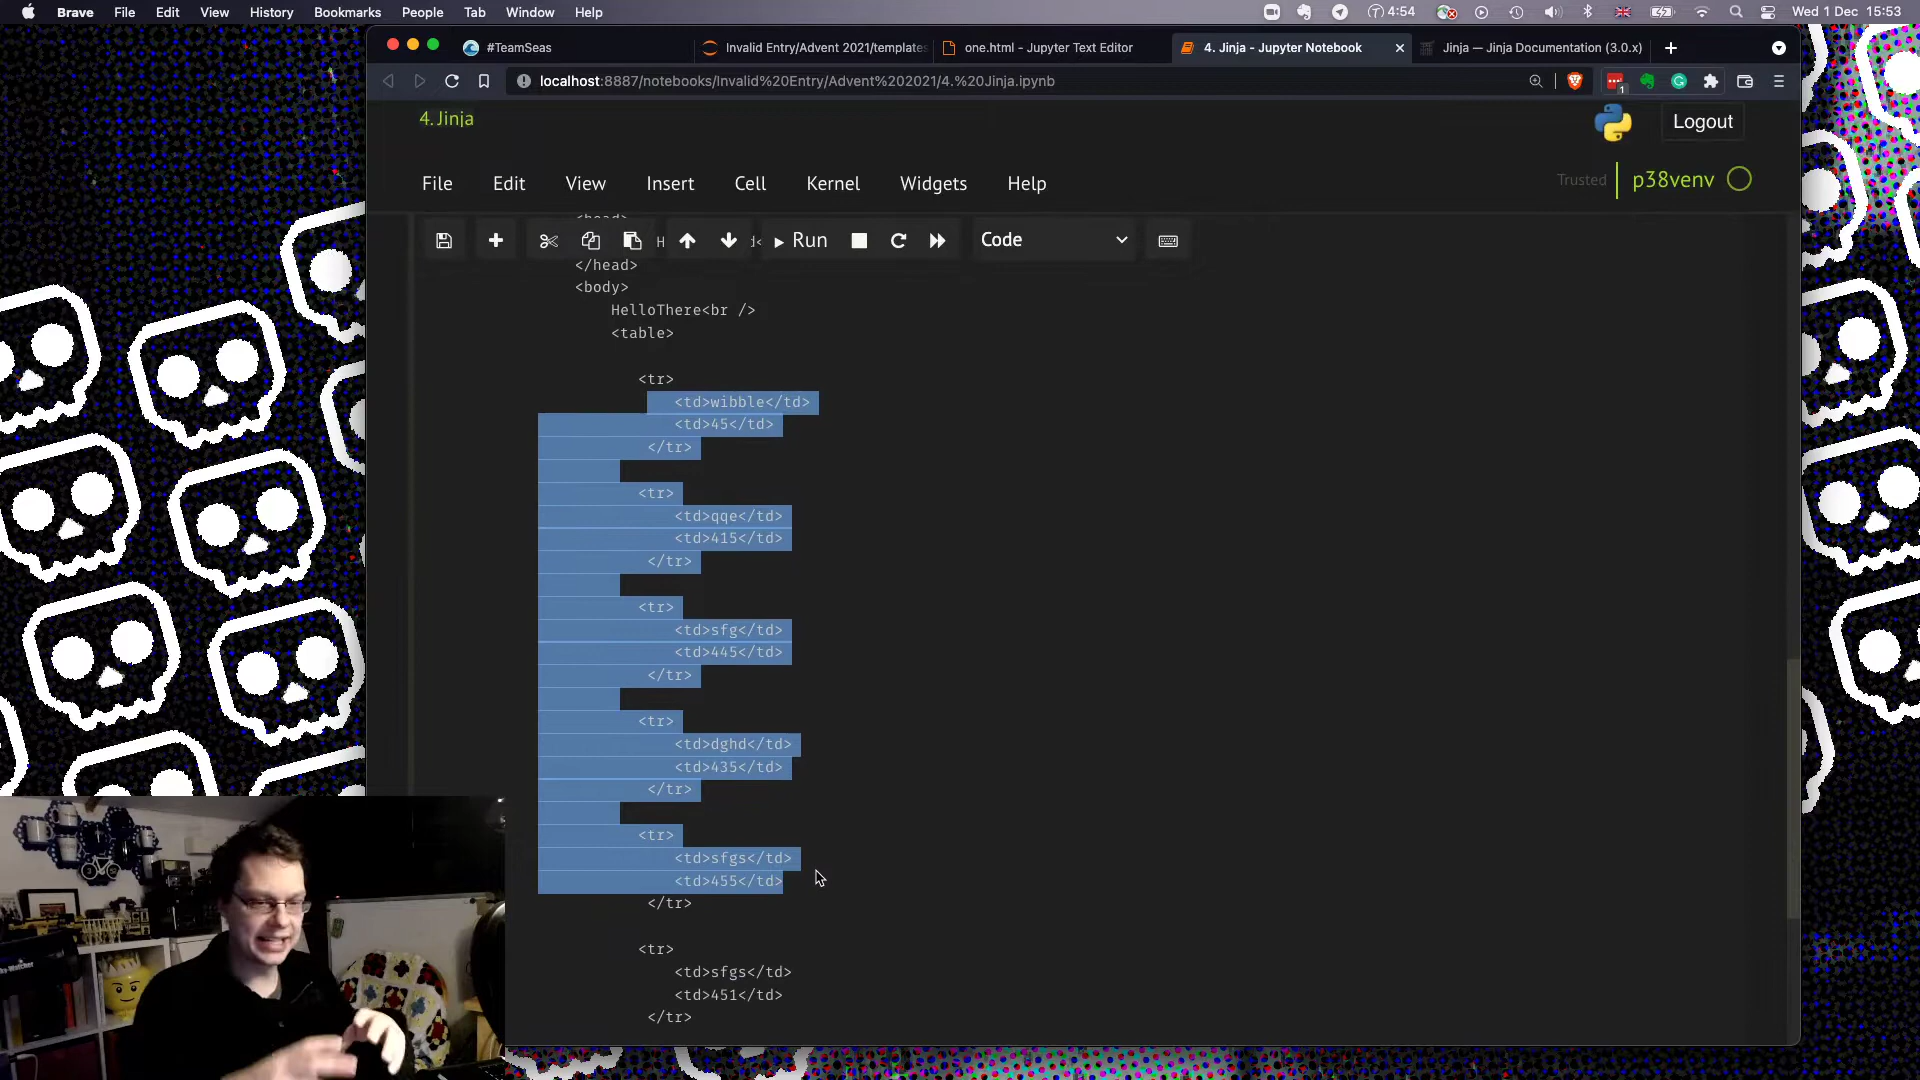 Brave File Edit View History Bookmarks People Tab Window Help 4:54 Wed 1 Dec 15:53
#TeamSeas Invalid Entry/Advent 2021/template one.html - Jupyter Text Editor 4. Jinja - Jupyter Notebook Jinja — Jinja Documentation (3.0.x)
localhost:8887/notebooks/Invalid%20Entry/Advent%202021/4.%20Jinja.ipynb
4. Jinja
Logout
File Edit View Insert Cell Kernel Widgets Help Trusted p38venv
<head>
H Run Code
</head>
<body>
HelloThere<br />
<table>
<tr>
<td>wibble</td>
<td>45</td>
</tr>
<tr>
<td>qqe</td>
<td>415</td>
</tr>
<tr>
<td>sfg</td>
<td>445</td>
</tr>
<tr>
<td>dghd</td>
<td>435</td>
</tr>
<tr>
<td>sfgs</td>
<td>455</td>
</tr>
<tr>
<td>sfgs</td>
<td>451</td>
</tr>